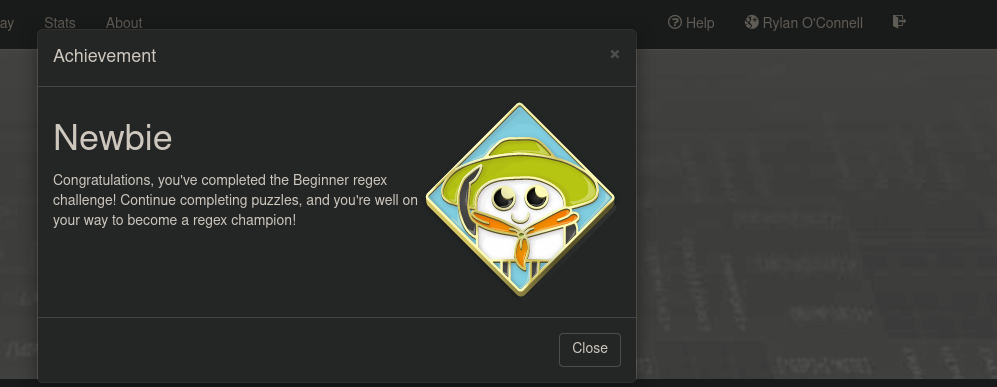 ay Stats About Help Rylan O'Connell
Achievement ×
Newbie
Congratulations, you've completed the Beginner regex
challenge! Continue completing puzzles, and you're well on
your way to become a regex champion!
Close